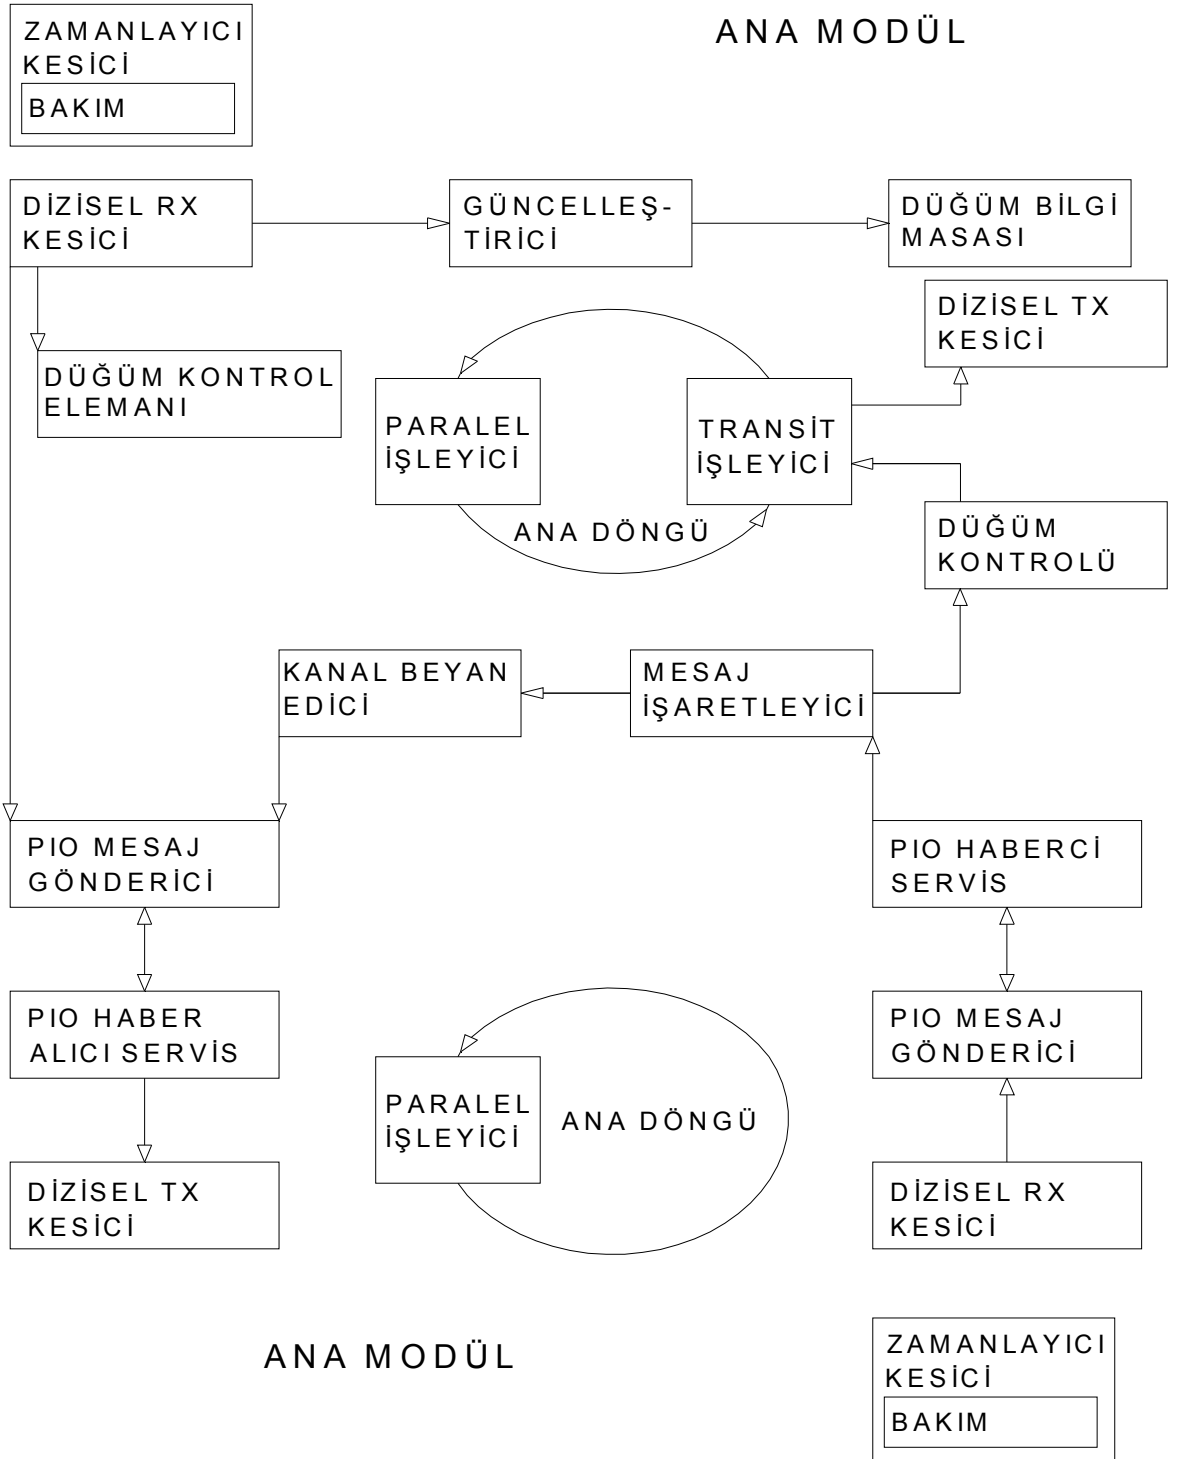 ZAMANLAYICI
KESİCİ
BAKIM
ANA MODÜL
DİZİSEL RX
KESİCİ
GÜNCELLEŞ-
TİRİCİ
DÜĞÜM BİLGİ
MASASI
DİZİSEL TX
KESİCİ
DÜĞÜM KONTROL
ELEMANI
PARALEL
İŞLEYİCİ
TRANSİT
İŞLEYİCİ
ANA DÖNGÜ
DÜĞÜM
KONTROLÜ
KANAL BEYAN
EDİCİ
MESAJ
İŞARETLEYİCİ
PIO MESAJ
GÖNDERİCİ
PIO HABERCİ
SERVİS
PIO HABER
ALICI SERVİS
PIO MESAJ
GÖNDERİCİ
PARALEL
İŞLEYİCİ
ANA DÖNGÜ
DİZİSEL TX
KESİCİ
DİZİSEL RX
KESİCİ
ANA MODÜL
ZAMANLAYICI
KESİCİ
BAKIM